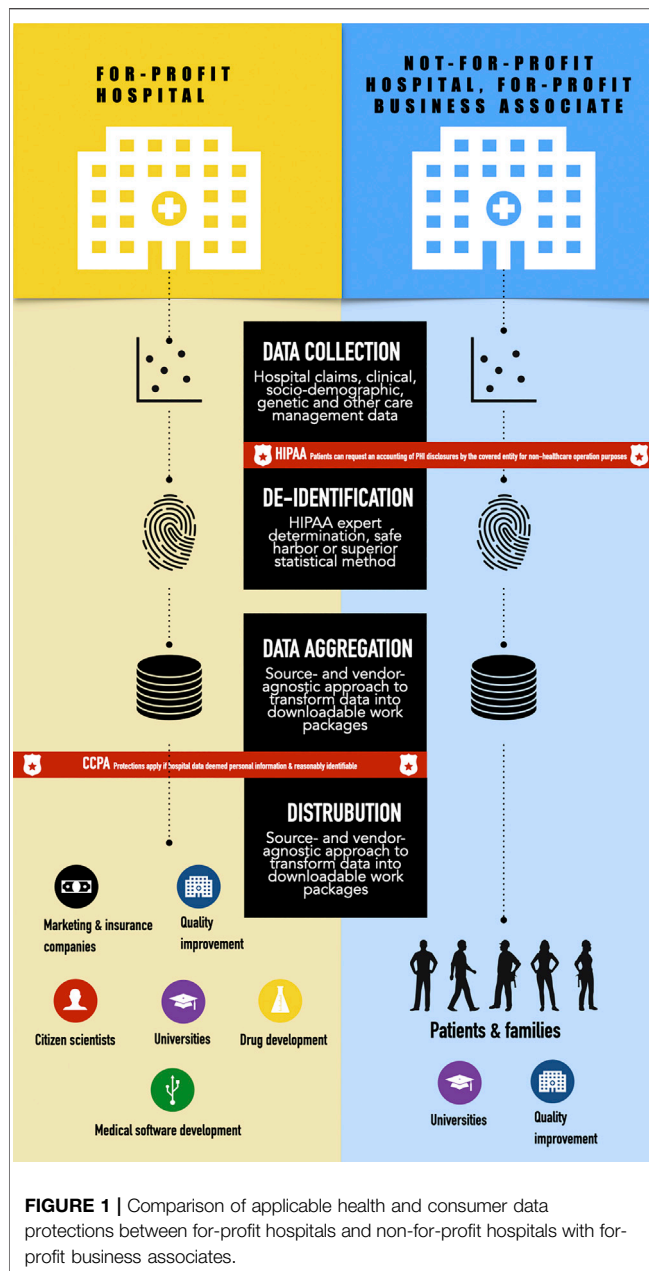 FOR-PROFIT
HOSPITAL
NOT-FOR-PROFIT
HOSPITAL, FOR-PROFIT
BUSINESS ASSOCIATE
DATA COLLECTION
Hospital claims, clinical,
socio-demographic,
genetic and other care
management data
HIPAA Patients can request an accounting of PHI disclosures by the covered entity for non-healthcare operation purposes
DE-IDENTIFICATION
HIPAA expert
determination, safe
harbor or superior
statistical method
DATA AGGREGATION
Source- and vendor-
agnostic approach to
transform data into
downloadable work
packages
CCPA Protections apply if hospital data deemed personal information & reasonably identifiable
DISTRUBUTION
Source- and vendor-
agnostic approach to
transform data into
downloadable work
packages
Marketing & insurance
companies
Quality
improvement
Citizen scientists
Universities
Drug development
Medical software development
Patients & families
Universities
Quality
improvement
FIGURE 1 | Comparison of applicable health and consumer data
protections between for-profit hospitals and non-for-profit hospitals with for-
profit business associates.